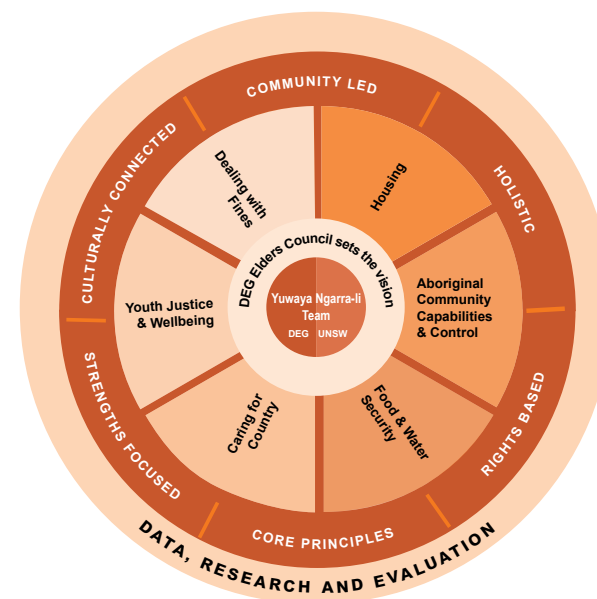 COMMUNITY LED
HOLISTIC
RIGHTS BASED
CORE PRINCIPLES
STRENGTHS FOCUSED
CULTURALLY CONNECTED
Dealing with
Fines
Housing
Aboriginal
Community
Capabilities
& Control
Food & Water
Security
Caring for
Country
Youth Justice
& Wellbeing
DEG Elders Council sets the vision
Yuwaya Ngarra-li
Team
DEG UNSW
DATA, RESEARCH AND EVALUATION